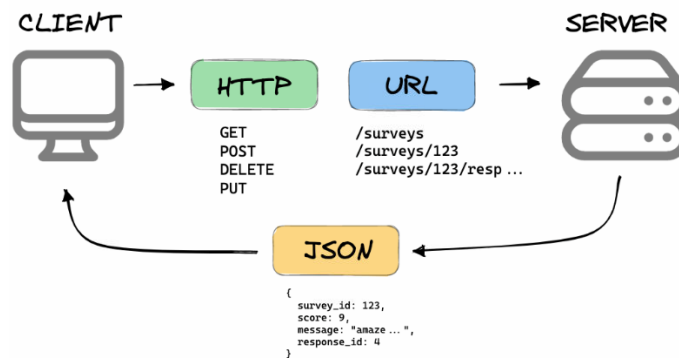 CLIENT
SERVER
HTTP
URL
GET
POST
DELETE
PUT
/surveys
/surveys/123
/surveys/123/resp ...
JSON
{
survey_id: 123,
score: 9,
message: "amaze ...",
response_id: 4
}